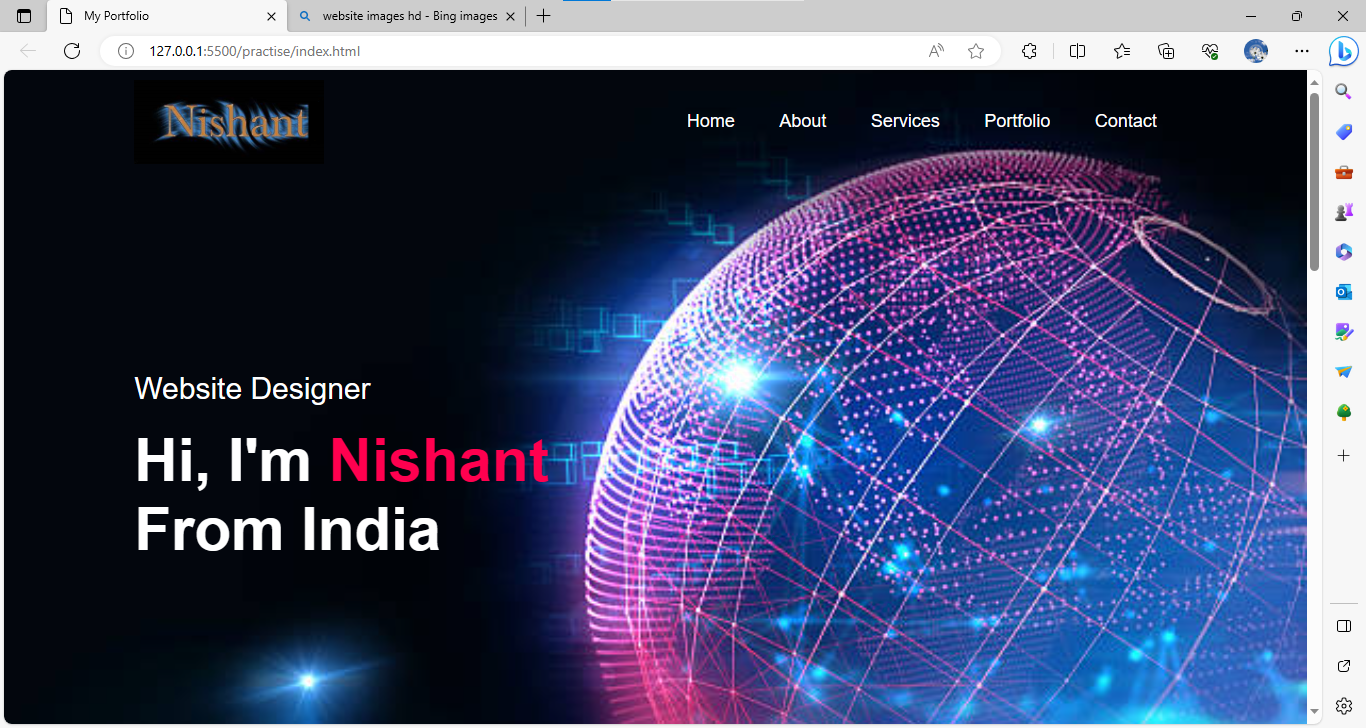 My Portfolio
website images hd - Bing images
127.0.0.1:5500/practise/index.html
Nishant
Home About Services Portfolio Contact
Website Designer
Hi, I'm Nishant
From India